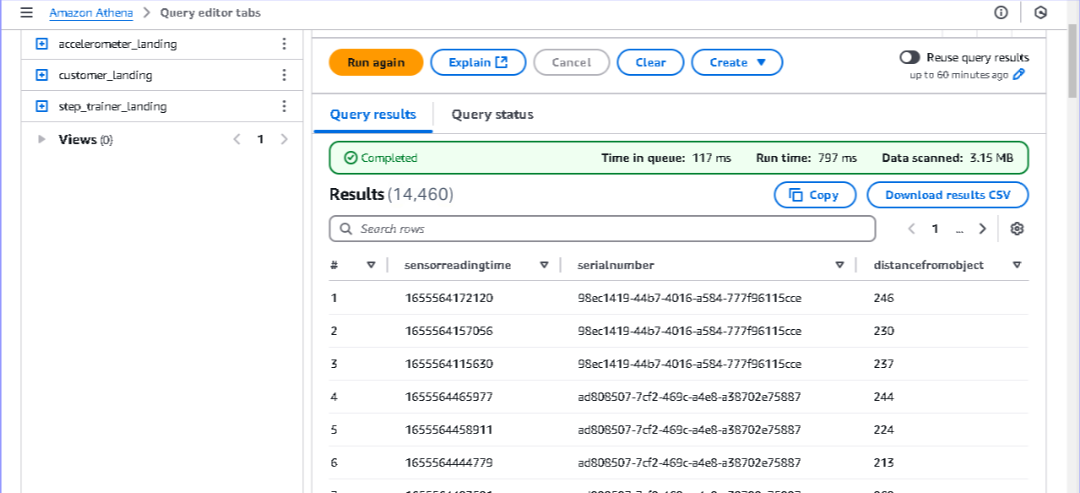 Amazon Athena > Query editor tabs
accelerometer_landing
customer_landing
step_trainer_landing
Views (0)
< 1 >
Run again
Explain
Cancel
Clear
Create
Reuse query results
up to 60 minutes ago
Query results
Query status
Completed
Time in queue: 117 ms
Run time: 797 ms
Data scanned: 3.15 MB
Results (14,460)
Copy
Download results CSV
Search rows
< 1 ... >
# sensorreadingtime serialnumber distancefromobject
1 1655564172120 98ec1419-44b7-4016-a584-777f96115cce 246
2 1655564157056 98ec1419-44b7-4016-a584-777f96115cce 230
3 1655564115630 98ec1419-44b7-4016-a584-777f96115cce 237
4 1655564465977 ad808507-7cf2-469c-a4e8-a38702e75887 244
5 1655564458911 ad808507-7cf2-469c-a4e8-a38702e75887 224
6 1655564444779 ad808507-7cf2-469c-a4e8-a38702e75887 213